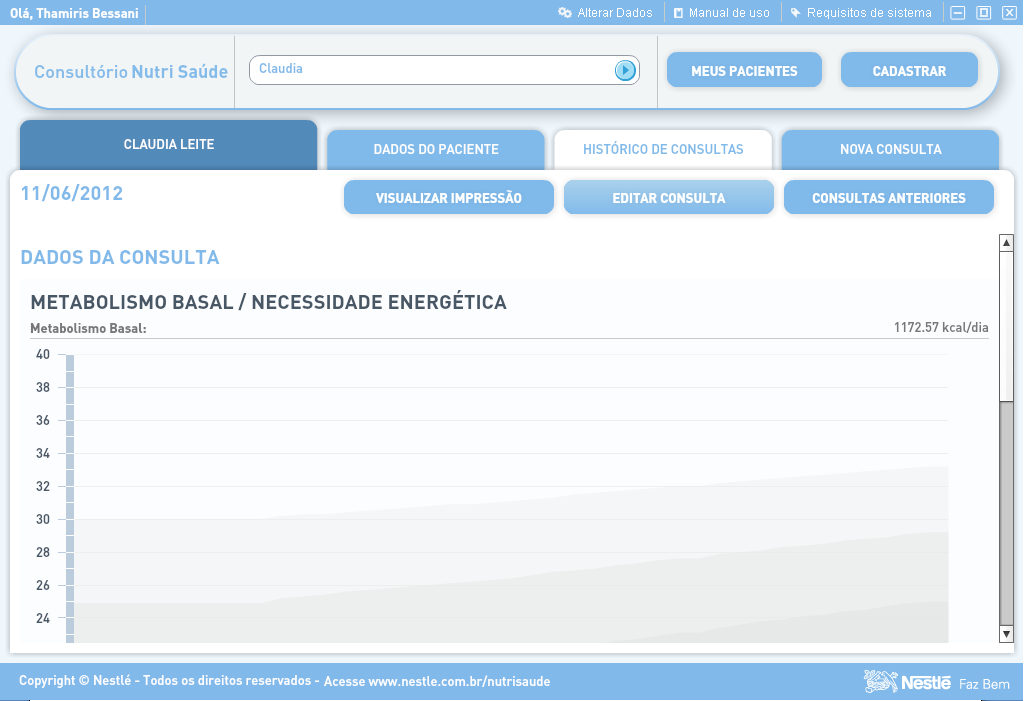 Olá, Thamiris Bessani
Alterar Dados
Manual de uso
Requisitos de sistema
Consultório Nutri Saúde
Claudia
MEUS PACIENTES
CADASTRAR
CLAUDIA LEITE
DADOS DO PACIENTE
HISTÓRICO DE CONSULTAS
NOVA CONSULTA
11/06/2012
VISUALIZAR IMPRESSÃO
EDITAR CONSULTA
CONSULTAS ANTERIORES
DADOS DA CONSULTA
METABOLISMO BASAL / NECESSIDADE ENERGÉTICA
Metabolismo Basal:
1172.57 kcal/dia
40
38
36
34
32
30
28
26
24
Copyright © Nestlé - Todos os direitos reservados - Acesse www.nestle.com.br/nutrisaude
Nestlé Faz Bem